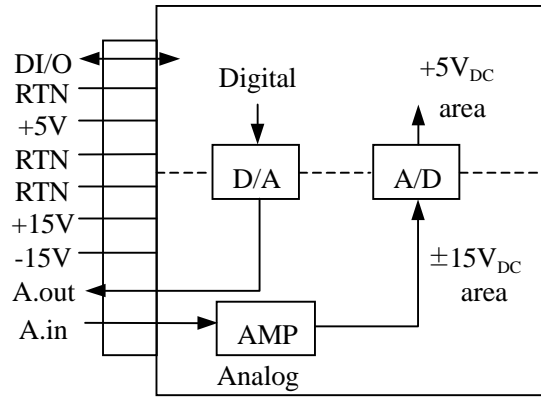 DI/O
RTN
+5V
RTN
RTN
+15V
-15V
A.out
A.in
Digital
D/A
AMP
Analog
+5V_DC
area
A/D
±15V_DC
area